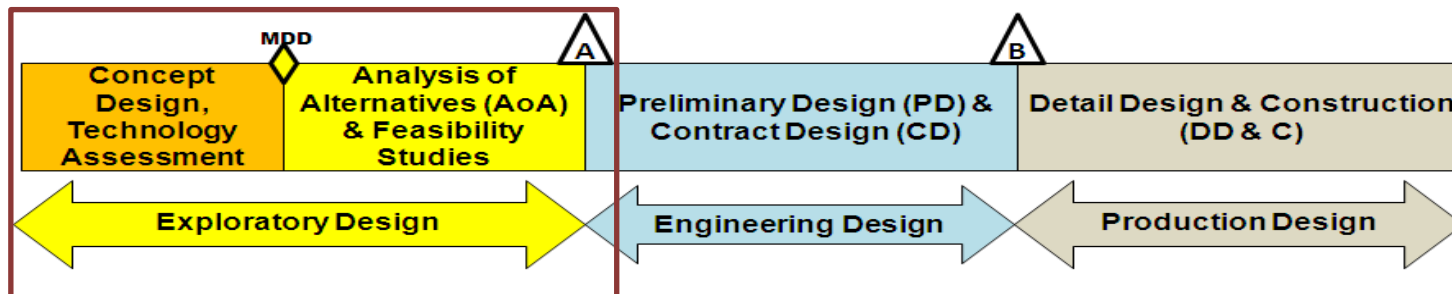 MDD
A
B
Concept
Design,
Technology
Assessment
Analysis of
Alternatives (AoA)
& Feasibility
Studies
Preliminary Design (PD) &
Contract Design (CD)
Detail Design & Construction
(DD & C)
Exploratory Design
Engineering Design
Production Design